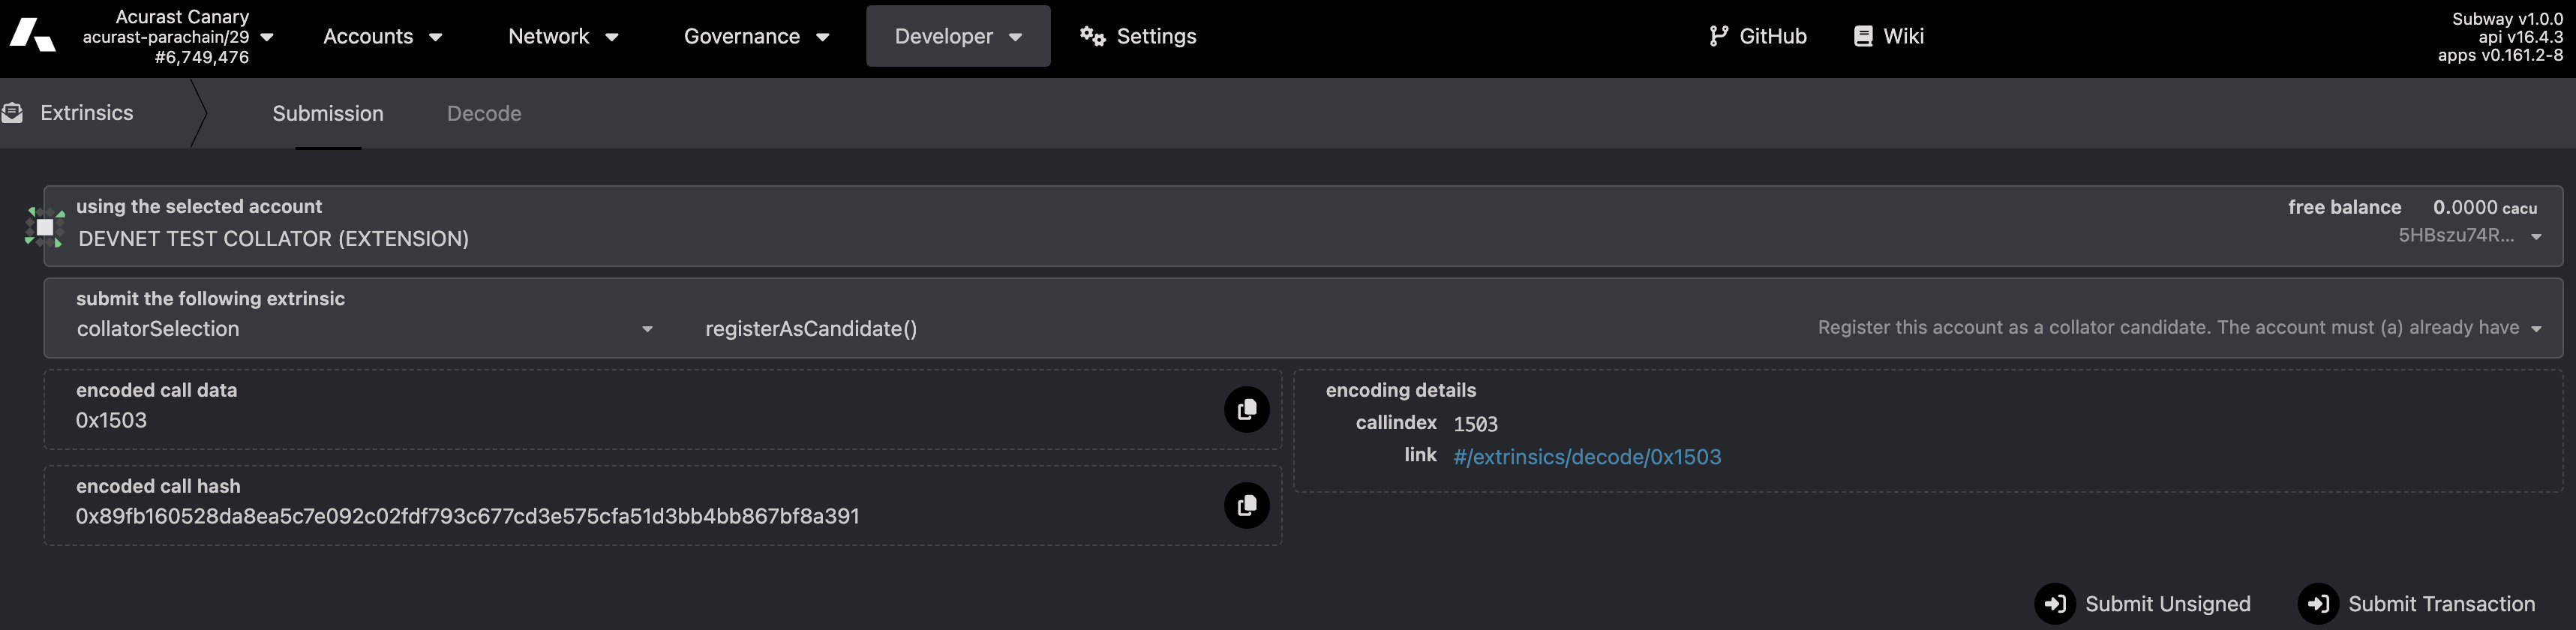 Acurast Canary
acurast-parachain/29
#6,749,476
Accounts
Network
Governance
Developer
Settings
GitHub
Wiki
Subway v1.0.0
api v16.4.3
apps v0.161.2-8
Extrinsics
Submission
Decode
using the selected account
DEVNET TEST COLLATOR (EXTENSION)
free balance 0.0000 cacu
5HBszu74R...
submit the following extrinsic
collatorSelection
registerAsCandidate()
Register this account as a collator candidate. The account must (a) already have
encoded call data
0x1503
encoding details
callindex 1503
link #/extrinsics/decode/0x1503
encoded call hash
0x89fb160528da8ea5c7e092c02fdf793c677cd3e575cfa51d3bb4bb867bf8a391
Submit Unsigned
Submit Transaction